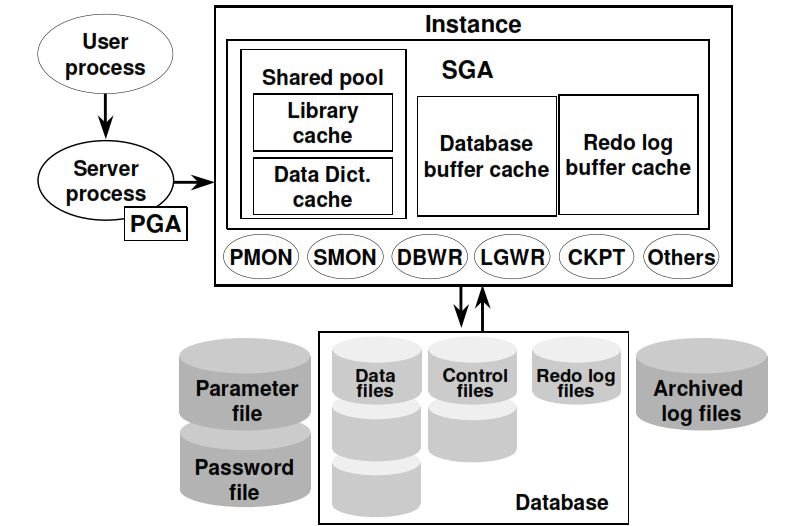 Instance
User
process
Server
process
PGA
SGA
Shared pool
Library
cache
Data Dict.
cache
Database
buffer cache
Redo log
buffer cache
PMON
SMON
DBWR
LGWR
CKPT
Others
Parameter
file
Password
file
Data
files
Control
files
Redo log
files
Database
Archived
log files